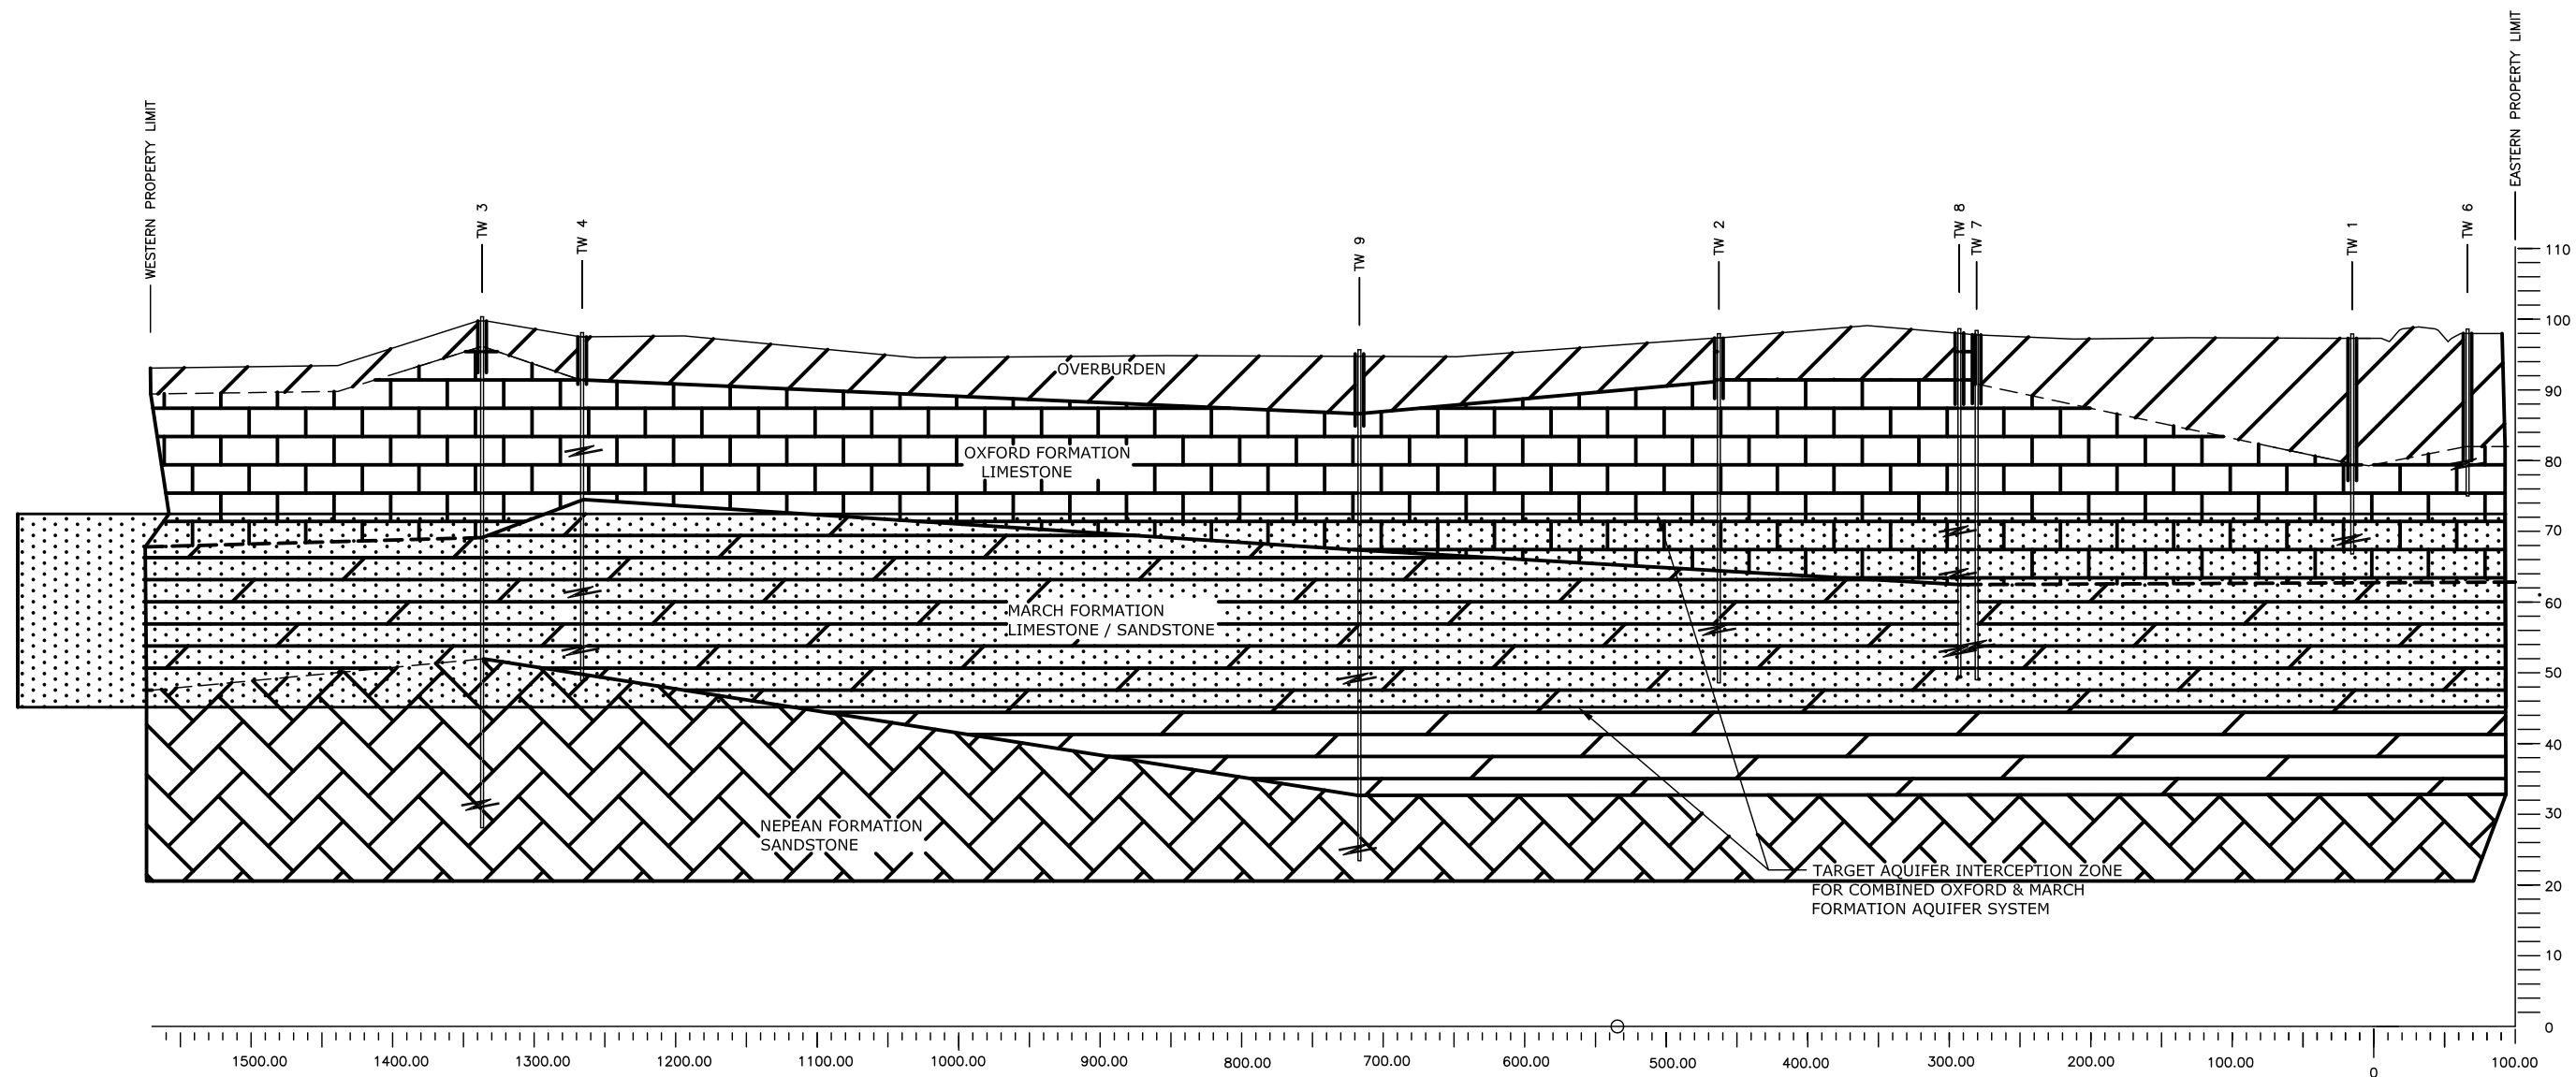 WESTERN PROPERTY LIMIT
TW 3
TW 4
TW 9
TW 2
TW 8
TW 7
TW 1
TW 6
EASTERN PROPERTY LIMIT
110
100
90
80
70
60
50
40
30
20
10
0
OVERBURDEN
OXFORD FORMATION
LIMESTONE
MARCH FORMATION
LIMESTONE / SANDSTONE
NEPEAN FORMATION
SANDSTONE
TARGET AQUIFER INTERCEPTION ZONE
FOR COMBINED OXFORD & MARCH
FORMATION AQUIFER SYSTEM
1500.00 1400.00 1300.00 1200.00 1100.00 1000.00 900.00 800.00 700.00 600.00 500.00 400.00 300.00 200.00 100.00 0 100.00